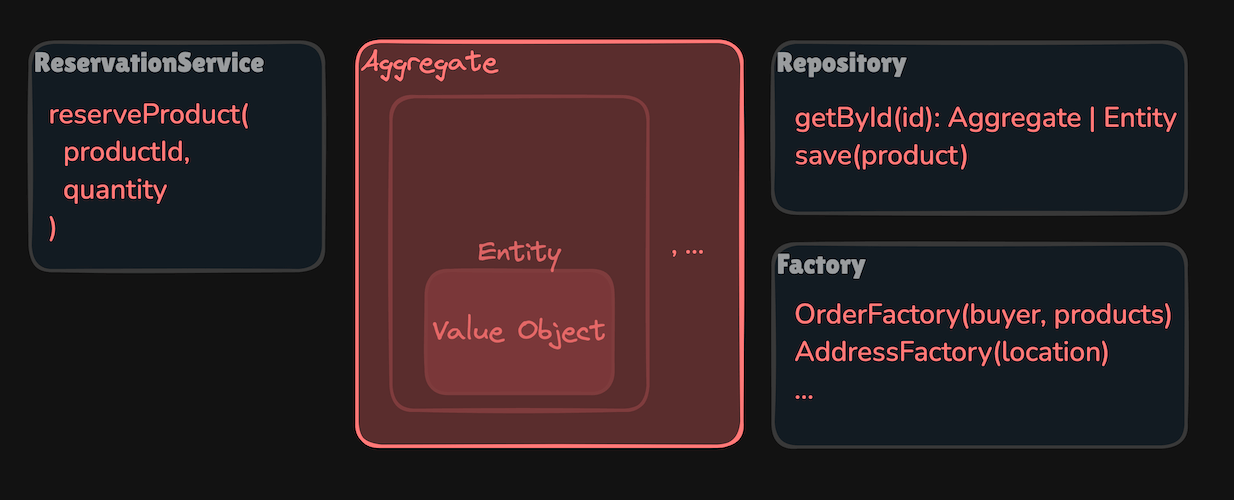 ReservationService
reserveProduct(
productId,
quantity
)
Aggregate
Entity
, ...
Value Object
Repository
getById(id): Aggregate | Entity
save(product)
Factory
OrderFactory(buyer, products)
AddressFactory(location)
...